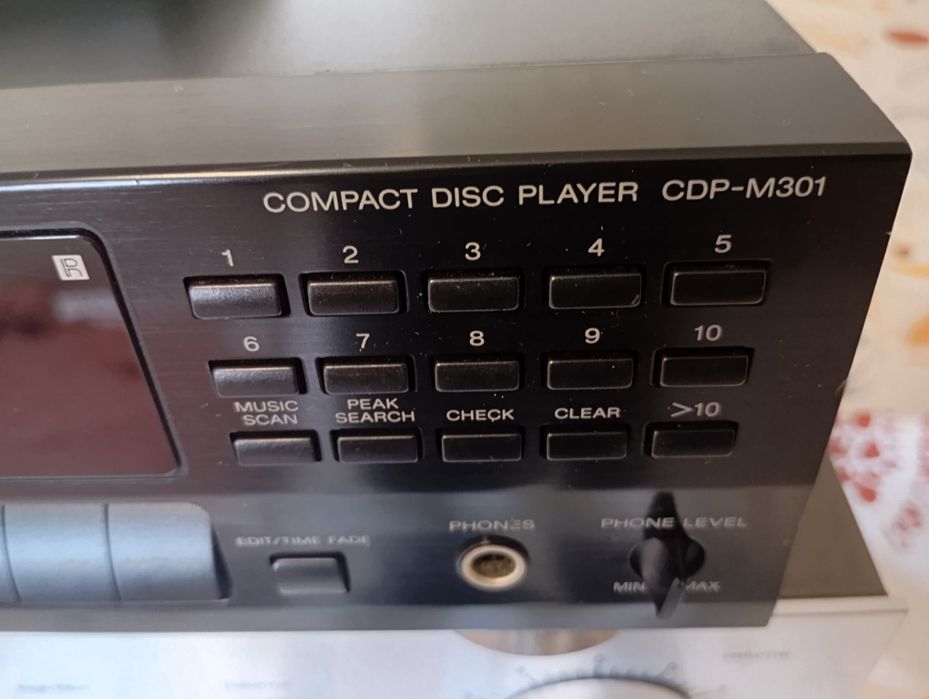 COMPACT DISC PLAYER CDP-M301
1 2 3 4 5
6 7 8 9 10
MUSIC SCAN PEAK SEARCH CHECK CLEAR >10
EDIT/TIME FADE PHONES PHONE LEVEL
MIN MAX